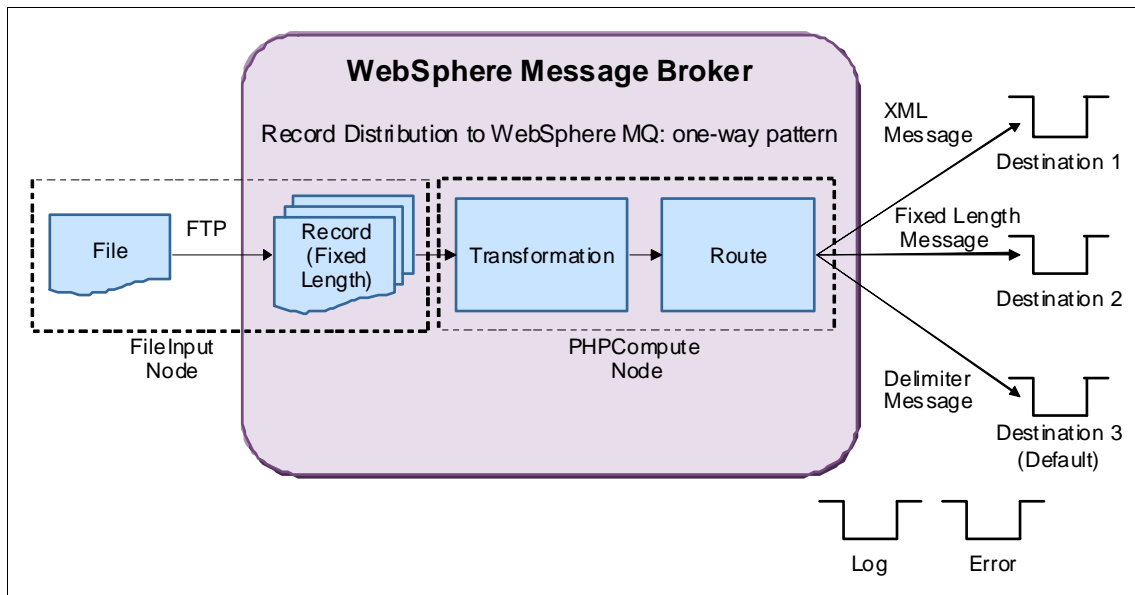 WebSphere Message Broker
Record Distribution to WebSphere MQ: one-way pattern
File
FTP
Record
(Fixed
Length)
Transformation
Route
FileInput
Node
PHPCompute
Node
XML
Message
Destination 1
Fixed Length
Message
Destination 2
Delimiter
Message
Destination 3
(Default)
Log
Error